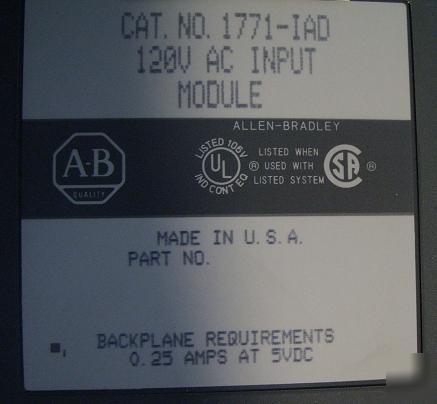 CAT. NO. 1771-IAD
120V AC INPUT
MODULE
ALLEN-BRADLEY
A-B
QUALITY
LISTED 106V
UL
IND CONT EQ
®
LISTED WHEN
USED WITH
LISTED SYSTEM
SA
®
MADE IN U.S.A.
PART NO.
BACKPLANE REQUIREMENTS
0.25 AMPS AT 5VDC